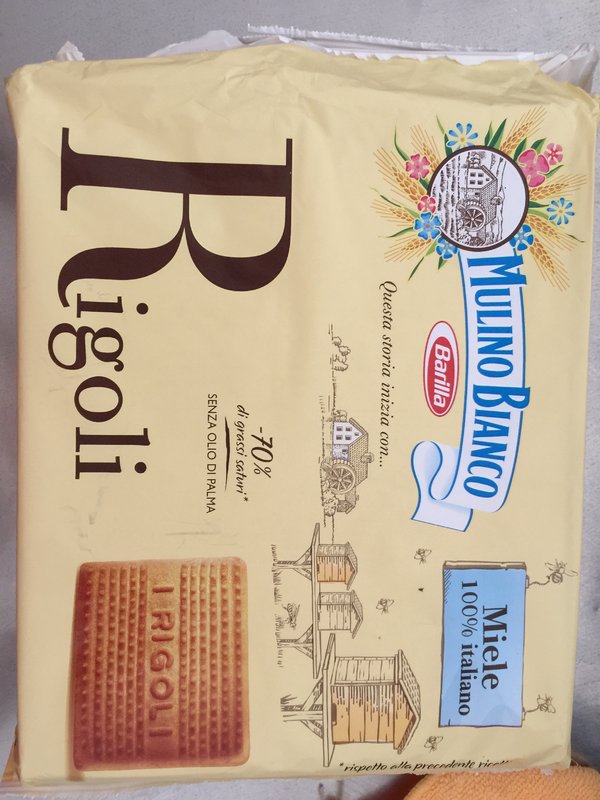 MULINO BIANCO
Barilla
Questa storia inizia con...
Miele
100% italiano
-70%
di grassi saturi*
SENZA OLIO DI PALMA
Rigoli
I RIGOLI
*rispetto alla precedente